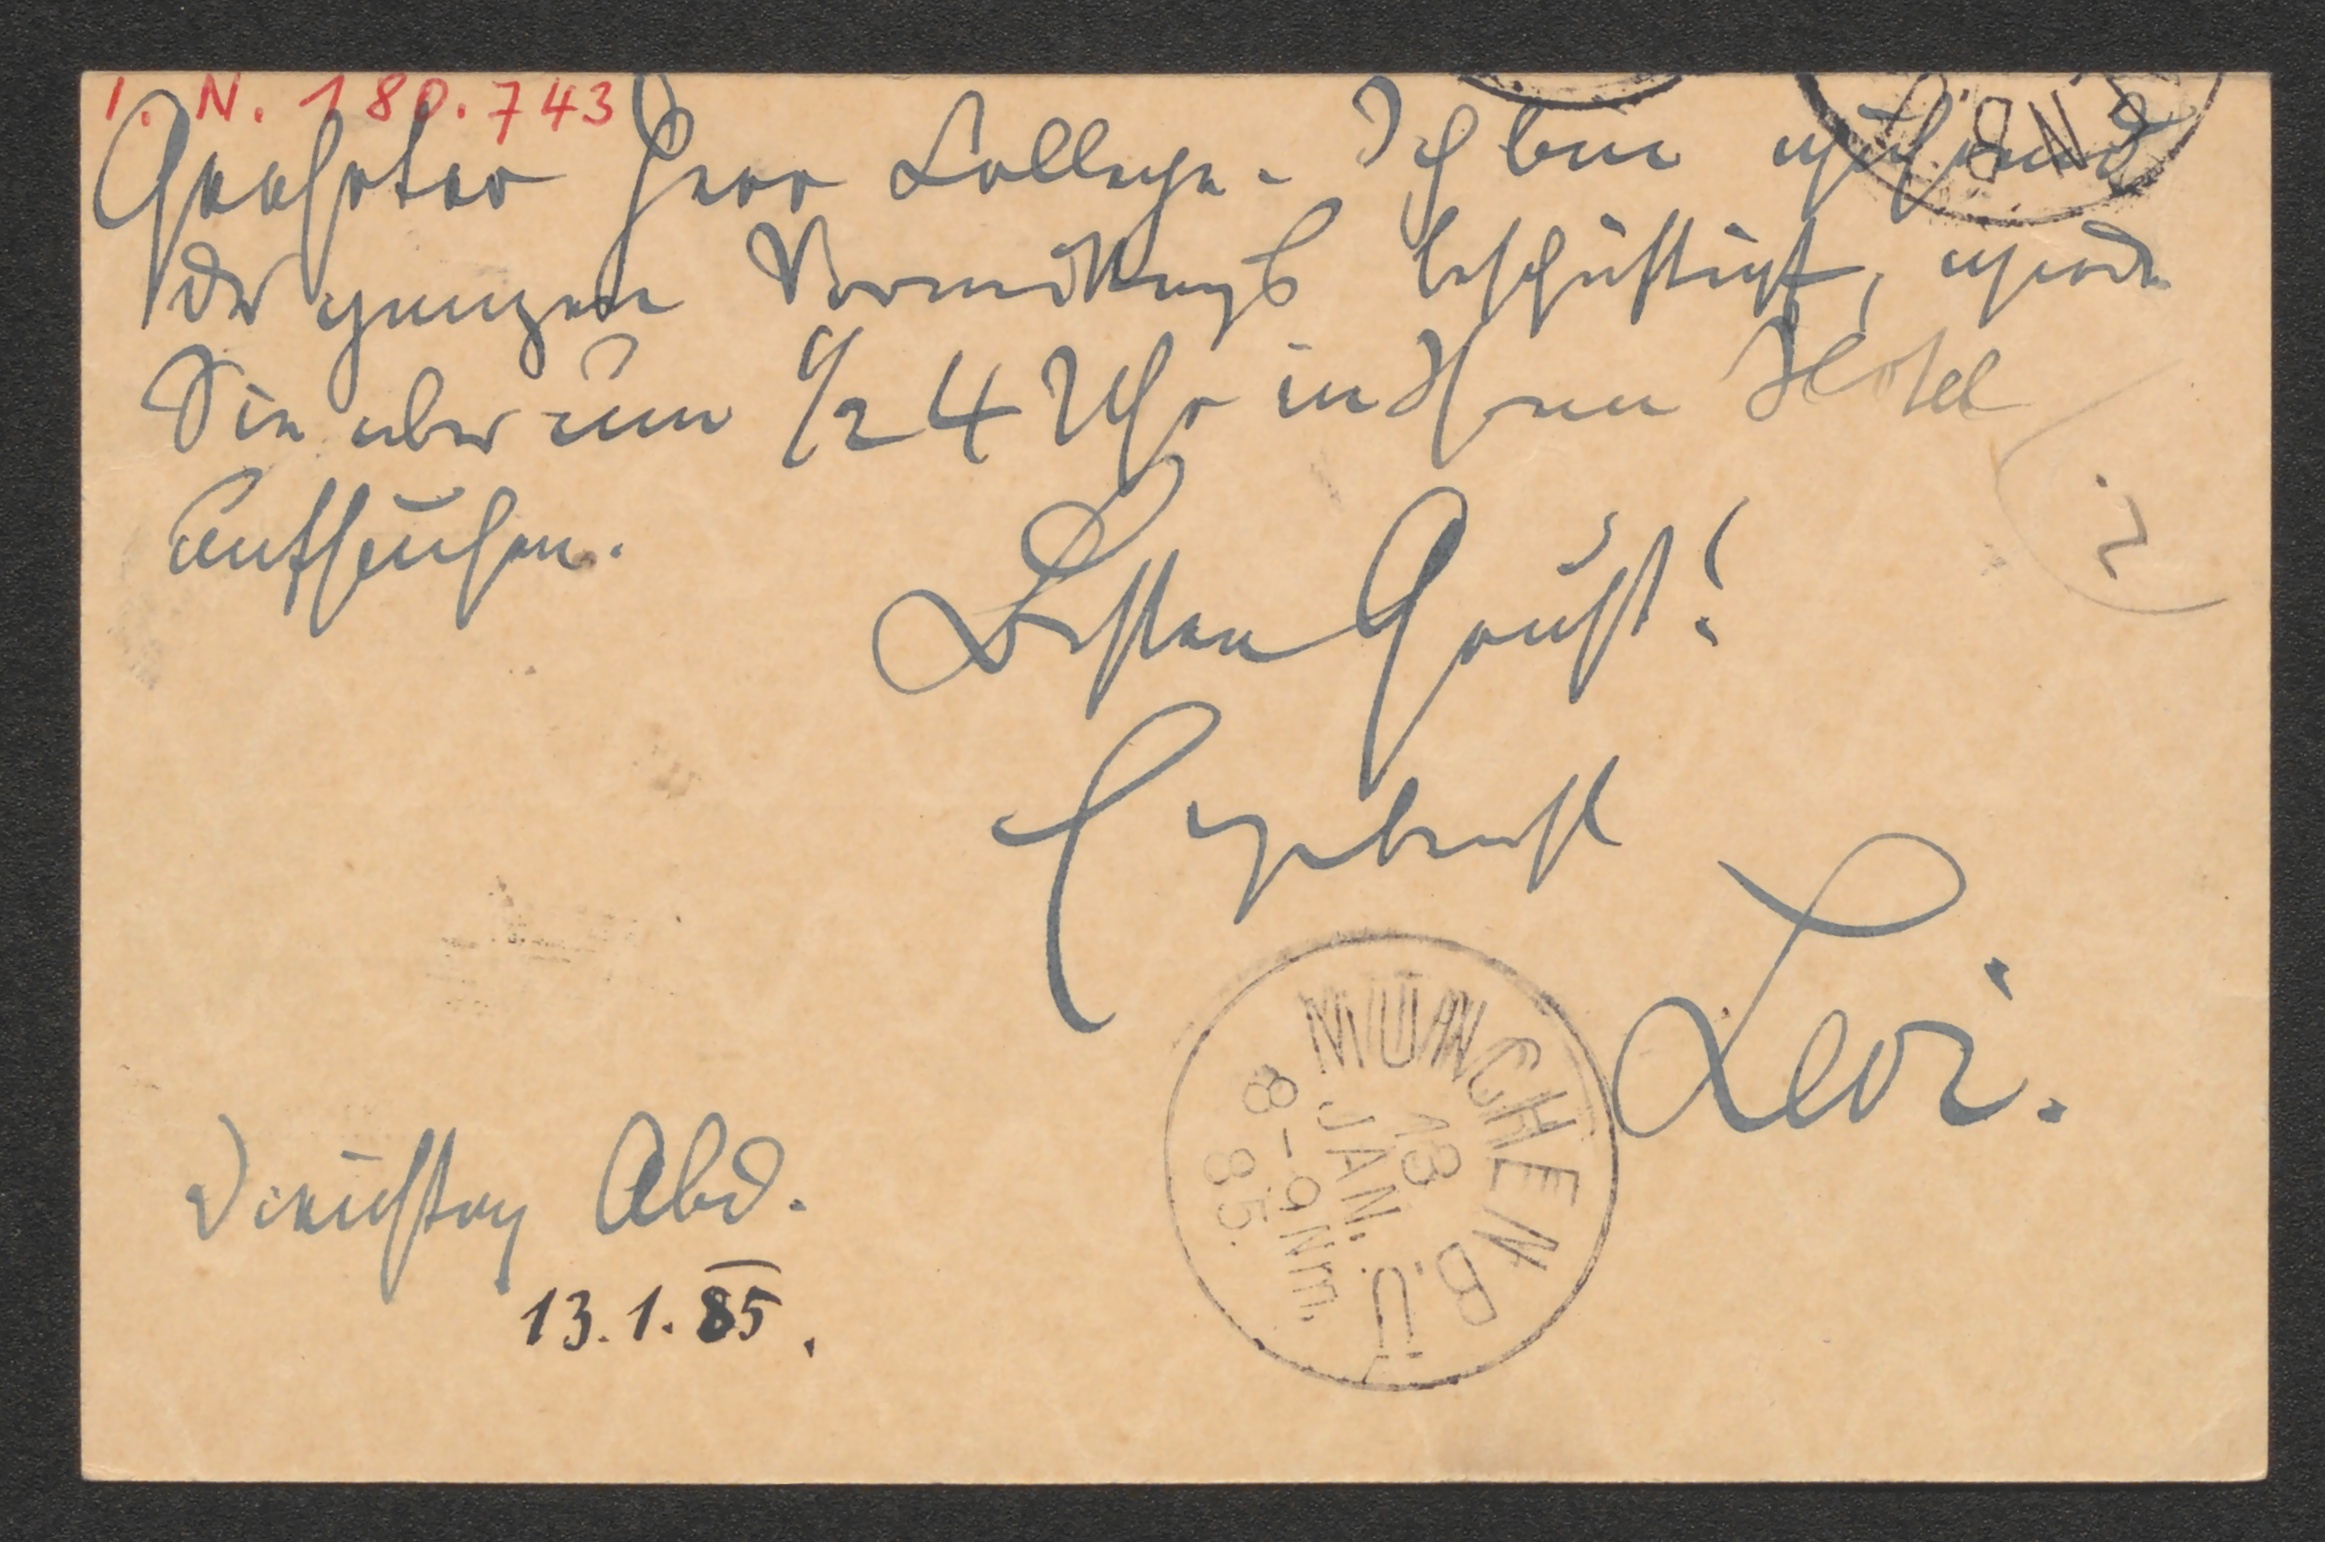 I. N. 180.743
Geehrter Herr College. Ich bin während
des ganzen Vormittags beschäftigt, werde
Sie aber um 1/2 4 Uhr in Ihrem Hotel
aufsuchen.
Besten Gruß!
Ergebenst
Levi.
Dienstag Abd.
13.1.85.
MÜNCHEN B.Ü.
13
JAN.
8-9Nm.
85.